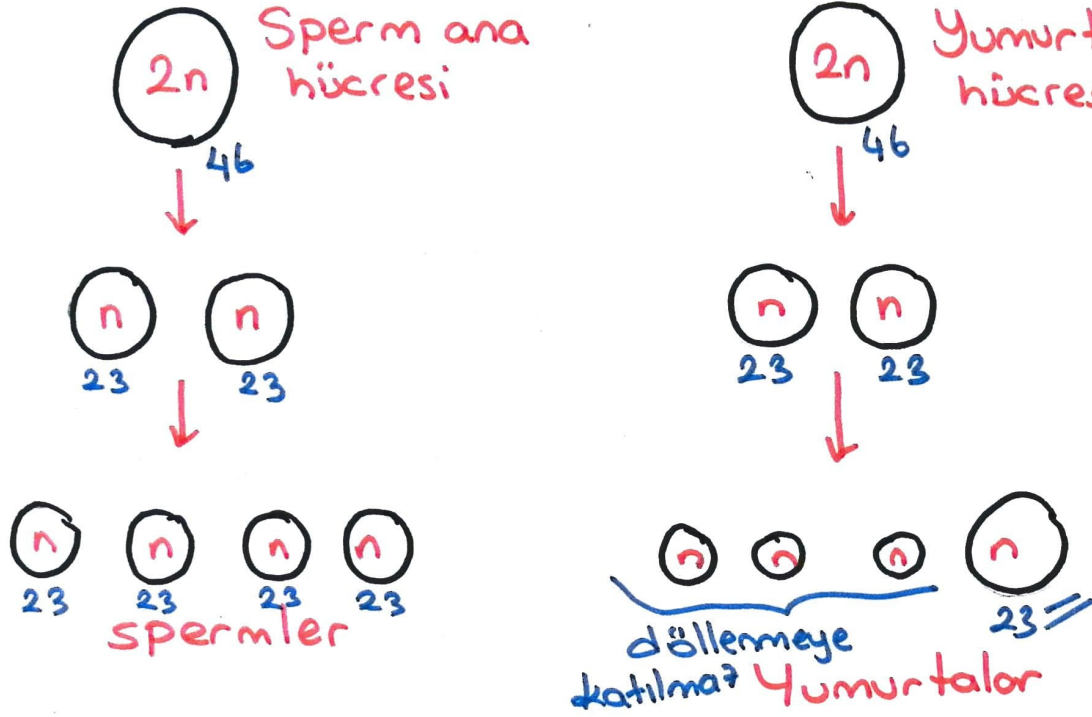 Sperm ana
hücresi
2n
46
n n
23 23
n n n n
23 23 23 23
spermler
2n
46
n n
23 23
n n n n
23
döllenmeye
katılmaz
Yumurtalar